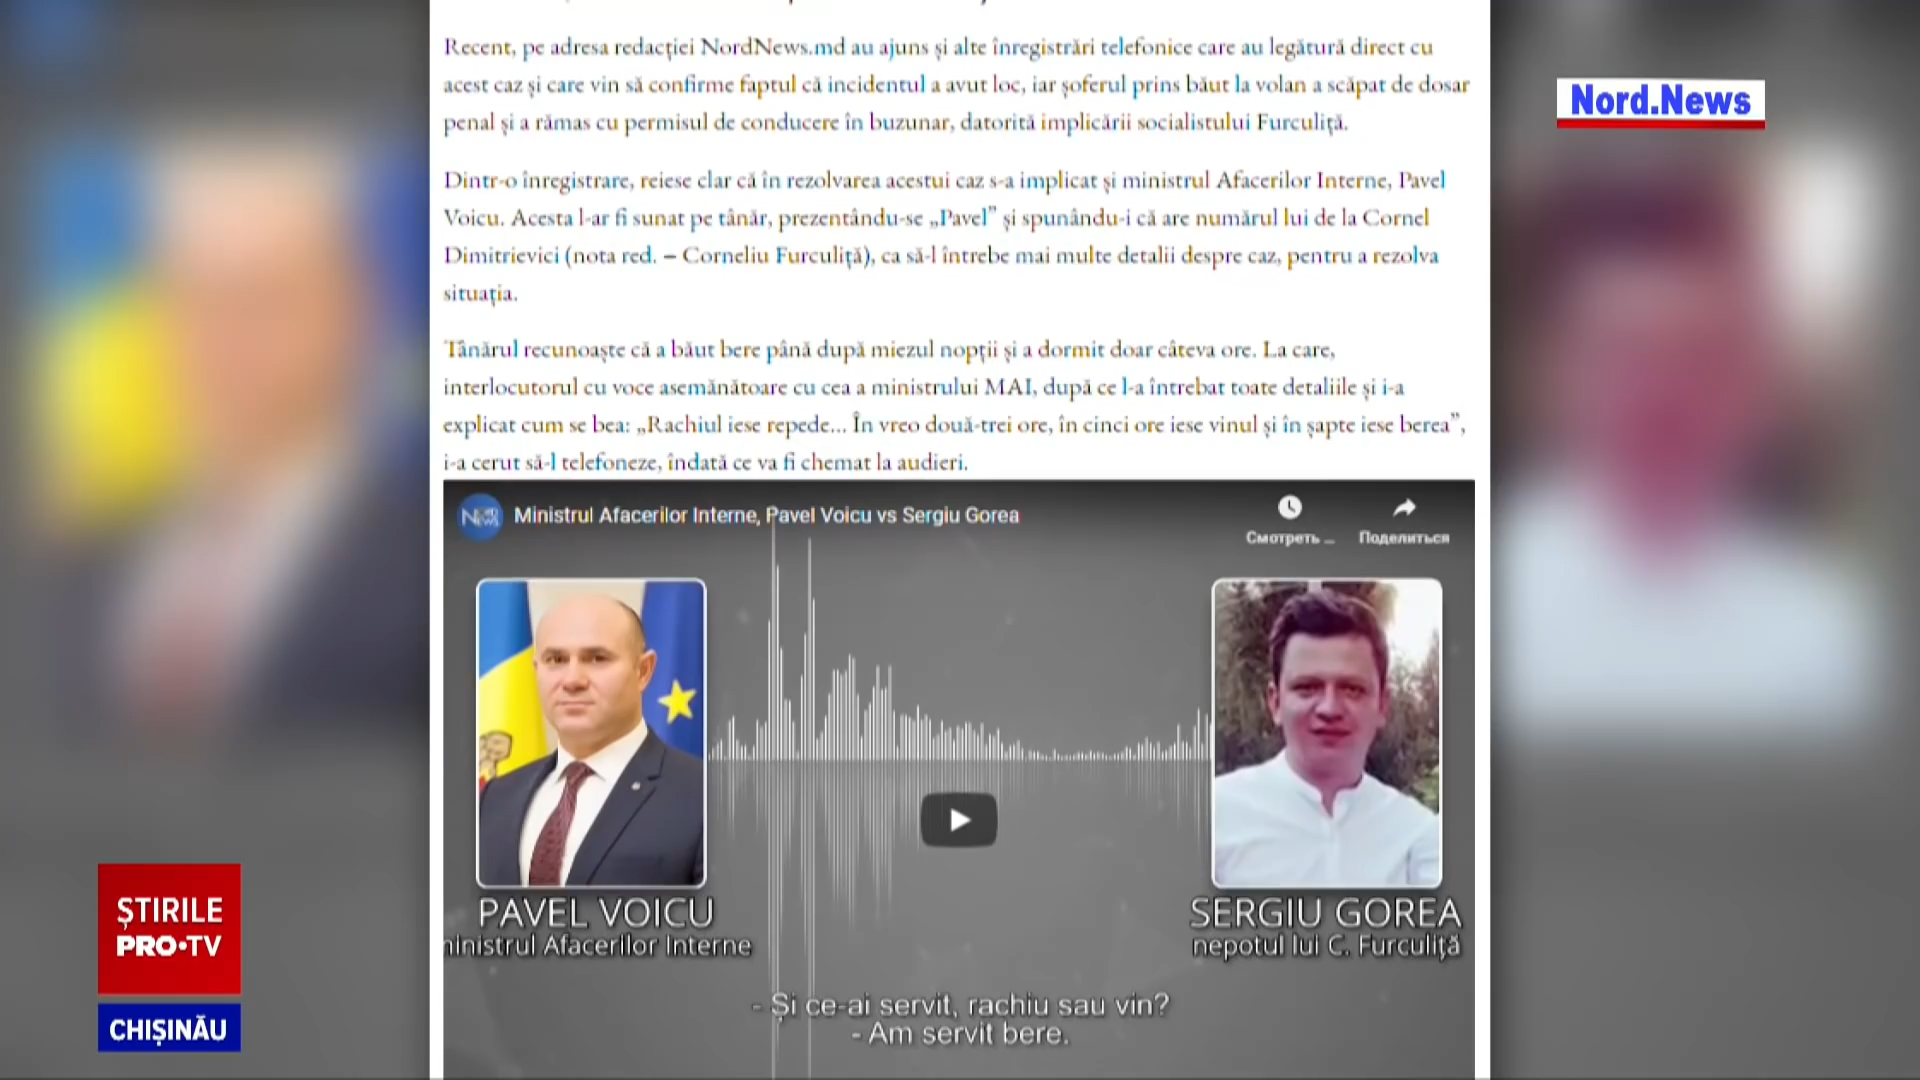 Recent, pe adresa redacției NordNews.md au ajuns și alte înregistrări telefonice care au legătură direct cu
acest caz și care vin să confirme faptul că incidentul a avut loc, iar șoferul prins băut la volan a scăpat de dosar
penal și a rămas cu permisul de conducere în buzunar, datorită implicării socialistului Furculiță.
Dintr-o înregistrare, reiese clar că în rezolvarea acestui caz s-a implicat și ministrul Afacerilor Interne, Pavel
Voicu. Acesta l-ar fi sunat pe tânăr, prezentându-se „Pavel” și spunându-i că are numărul lui de la Cornel
Dimitrievici (nota red. – Corneliu Furculiță), ca să-l întrebe mai multe detalii despre caz, pentru a rezolva
situația.
Tânărul recunoaște că a băut bere până după miezul nopții și a dormit doar câteva ore. La care,
interlocutorul cu voce asemănătoare cu cea a ministrului MAI, după ce l-a întrebat toate detaliile și i-a
explicat cum se bea: „Rachiul iese repede... În vreo două-trei ore, în cinci ore iese vinul și în șapte iese berea”,
i-a cerut să-l telefoneze, îndată ce va fi chemat la audieri.
Nord.News
NORD NEWS
Ministrul Afacerilor Interne, Pavel Voicu vs Sergiu Gorea
Смотреть ...
Поделиться
PAVEL VOICU
ministrul Afacerilor Interne
SERGIU GOREA
nepotul lui C. Furculiță
- Și ce-ai servit, rachiu sau vin?
- Am servit bere.
ȘTIRILE
PRO•TV
CHIȘINĂU